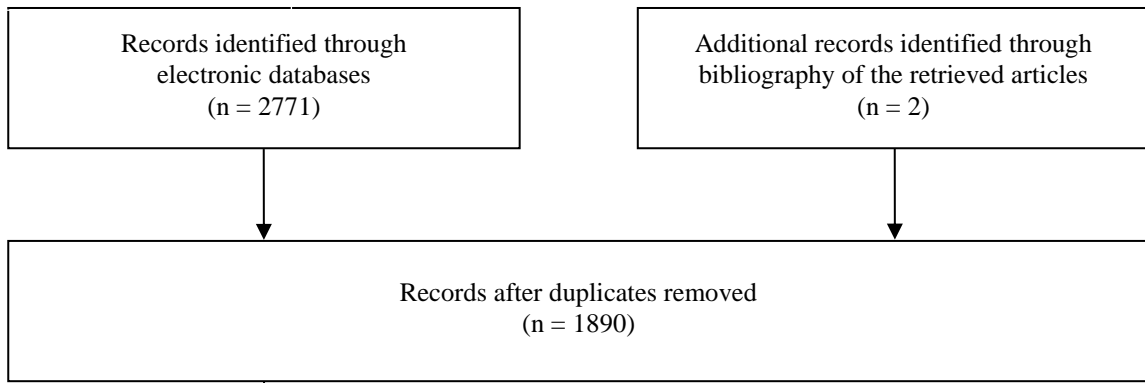 Records identified through
electronic databases
(n = 2771)
Additional records identified through
bibliography of the retrieved articles
(n = 2)
Records after duplicates removed
(n = 1890)